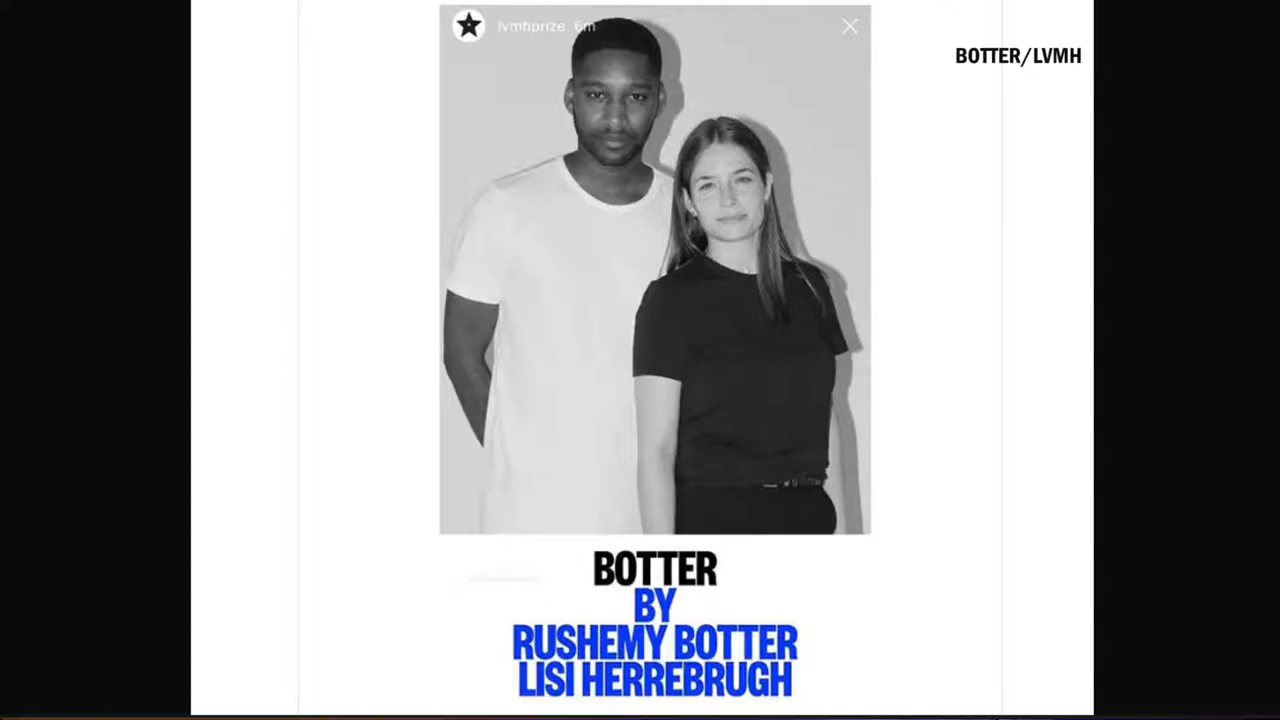 lvmhprize 6m
BOTTER/LVMH
BOTTER
BY
RUSHEMY BOTTER
LISI HERREBRUGH